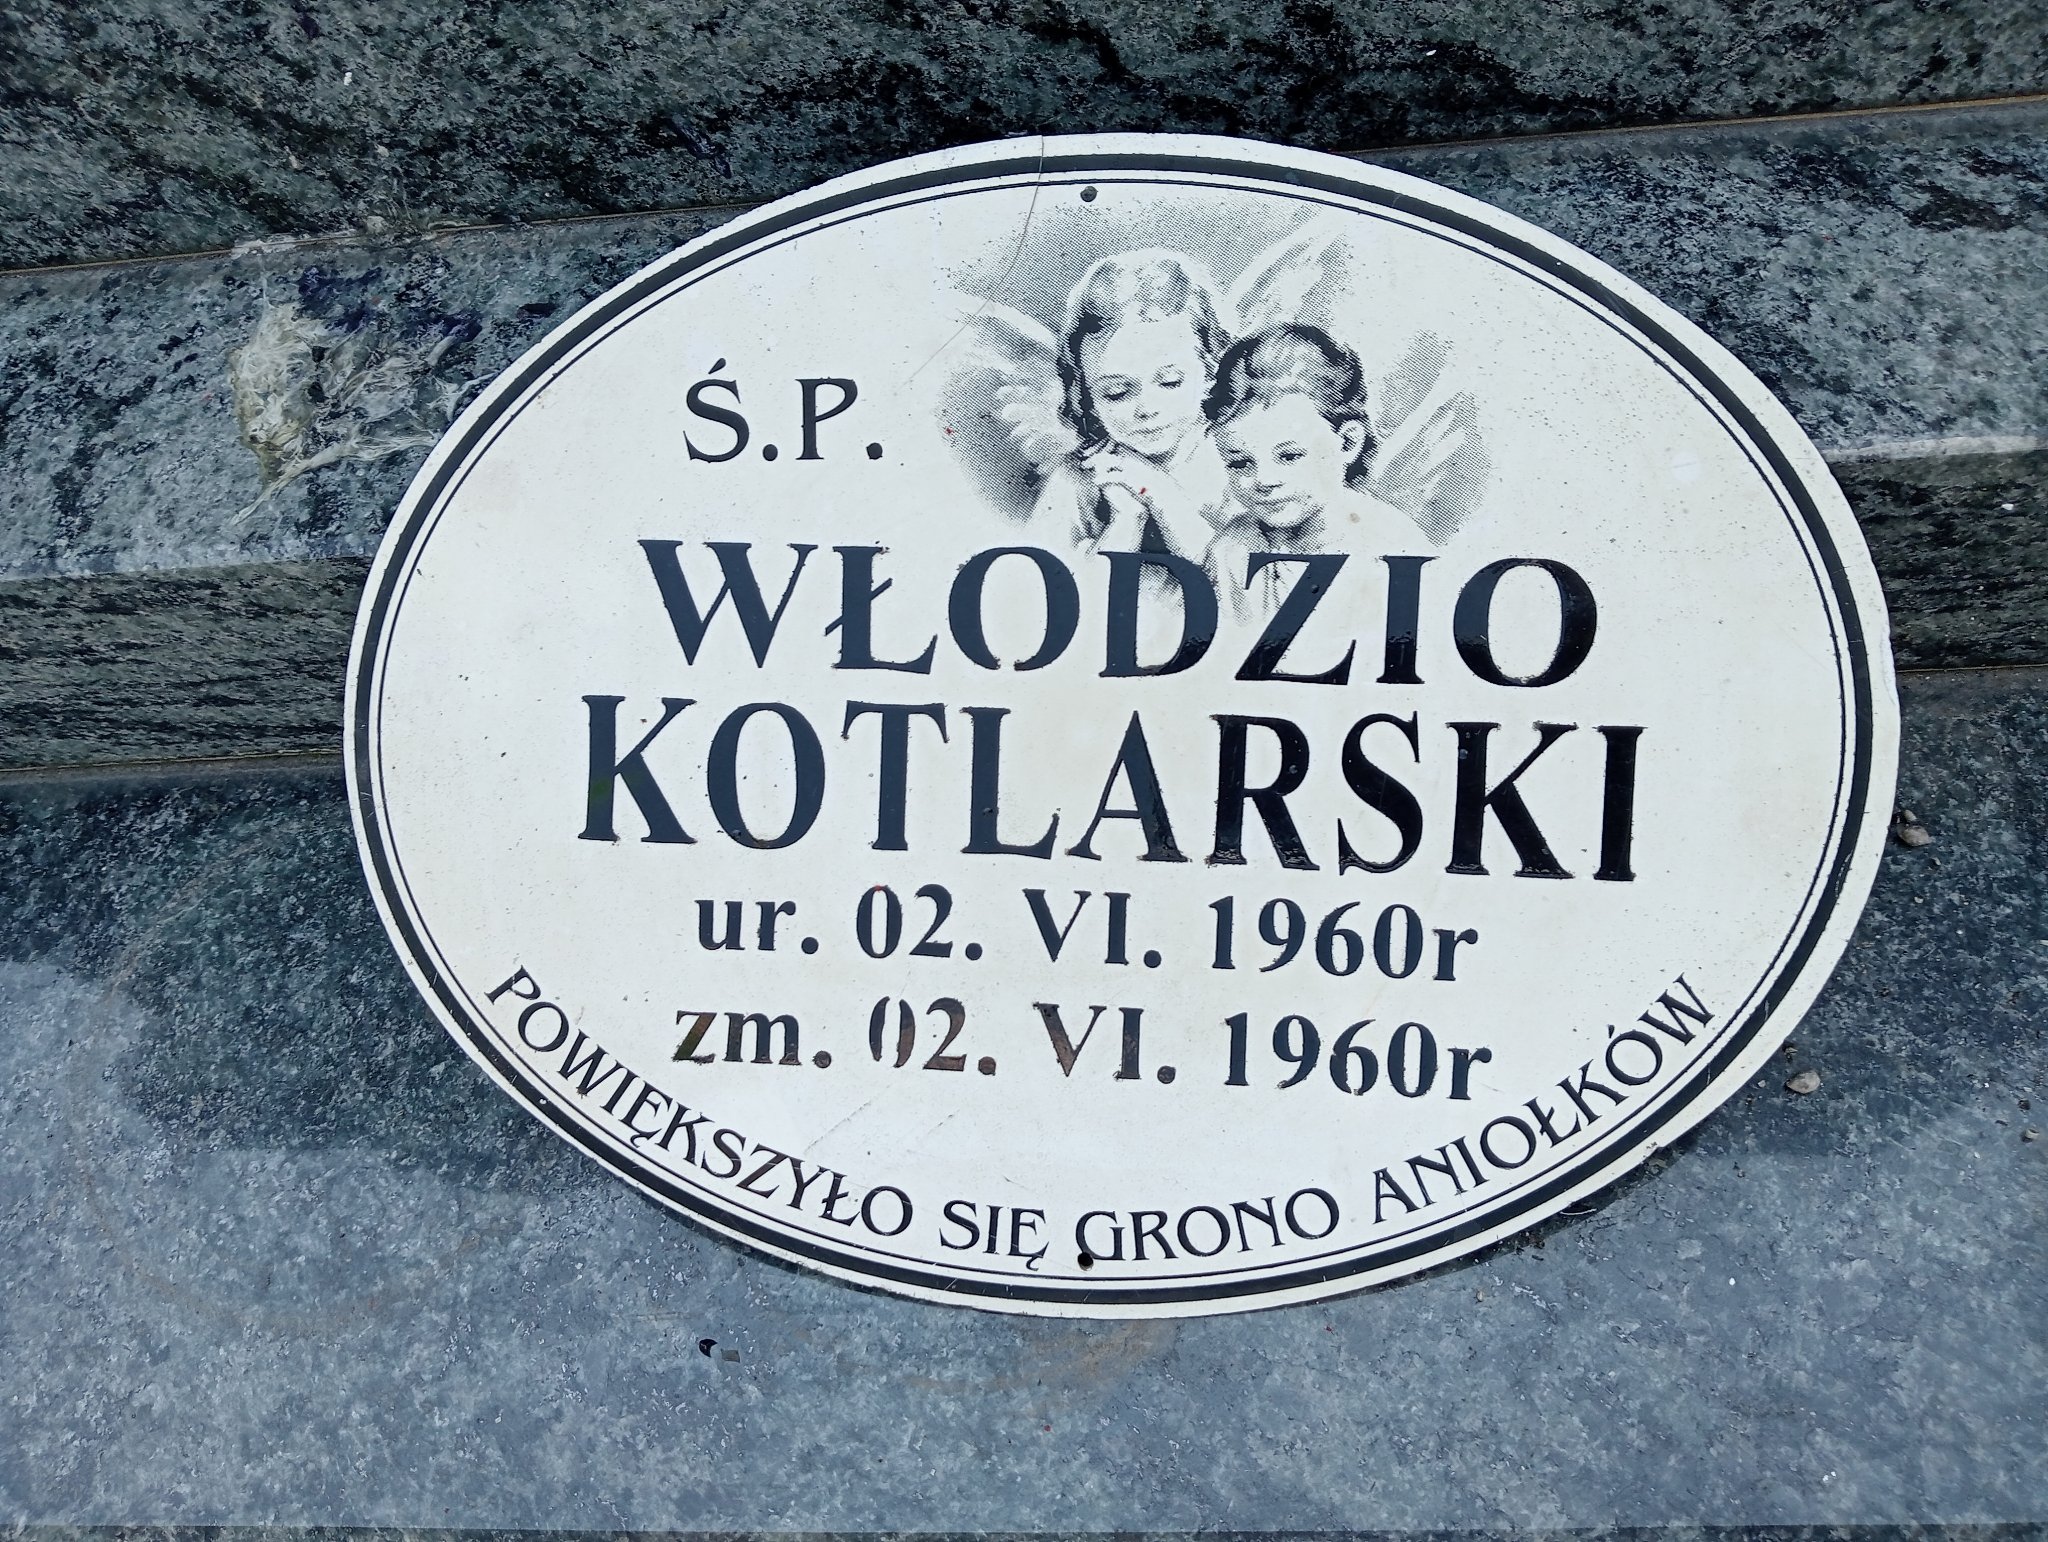 Ś.P.
WŁODZIO
KOTLARSKI
ur. 02. VI. 1960r
zm. 02. VI. 1960r
POWIĘKSZYŁO SIĘ GRONO ANIOŁKÓW